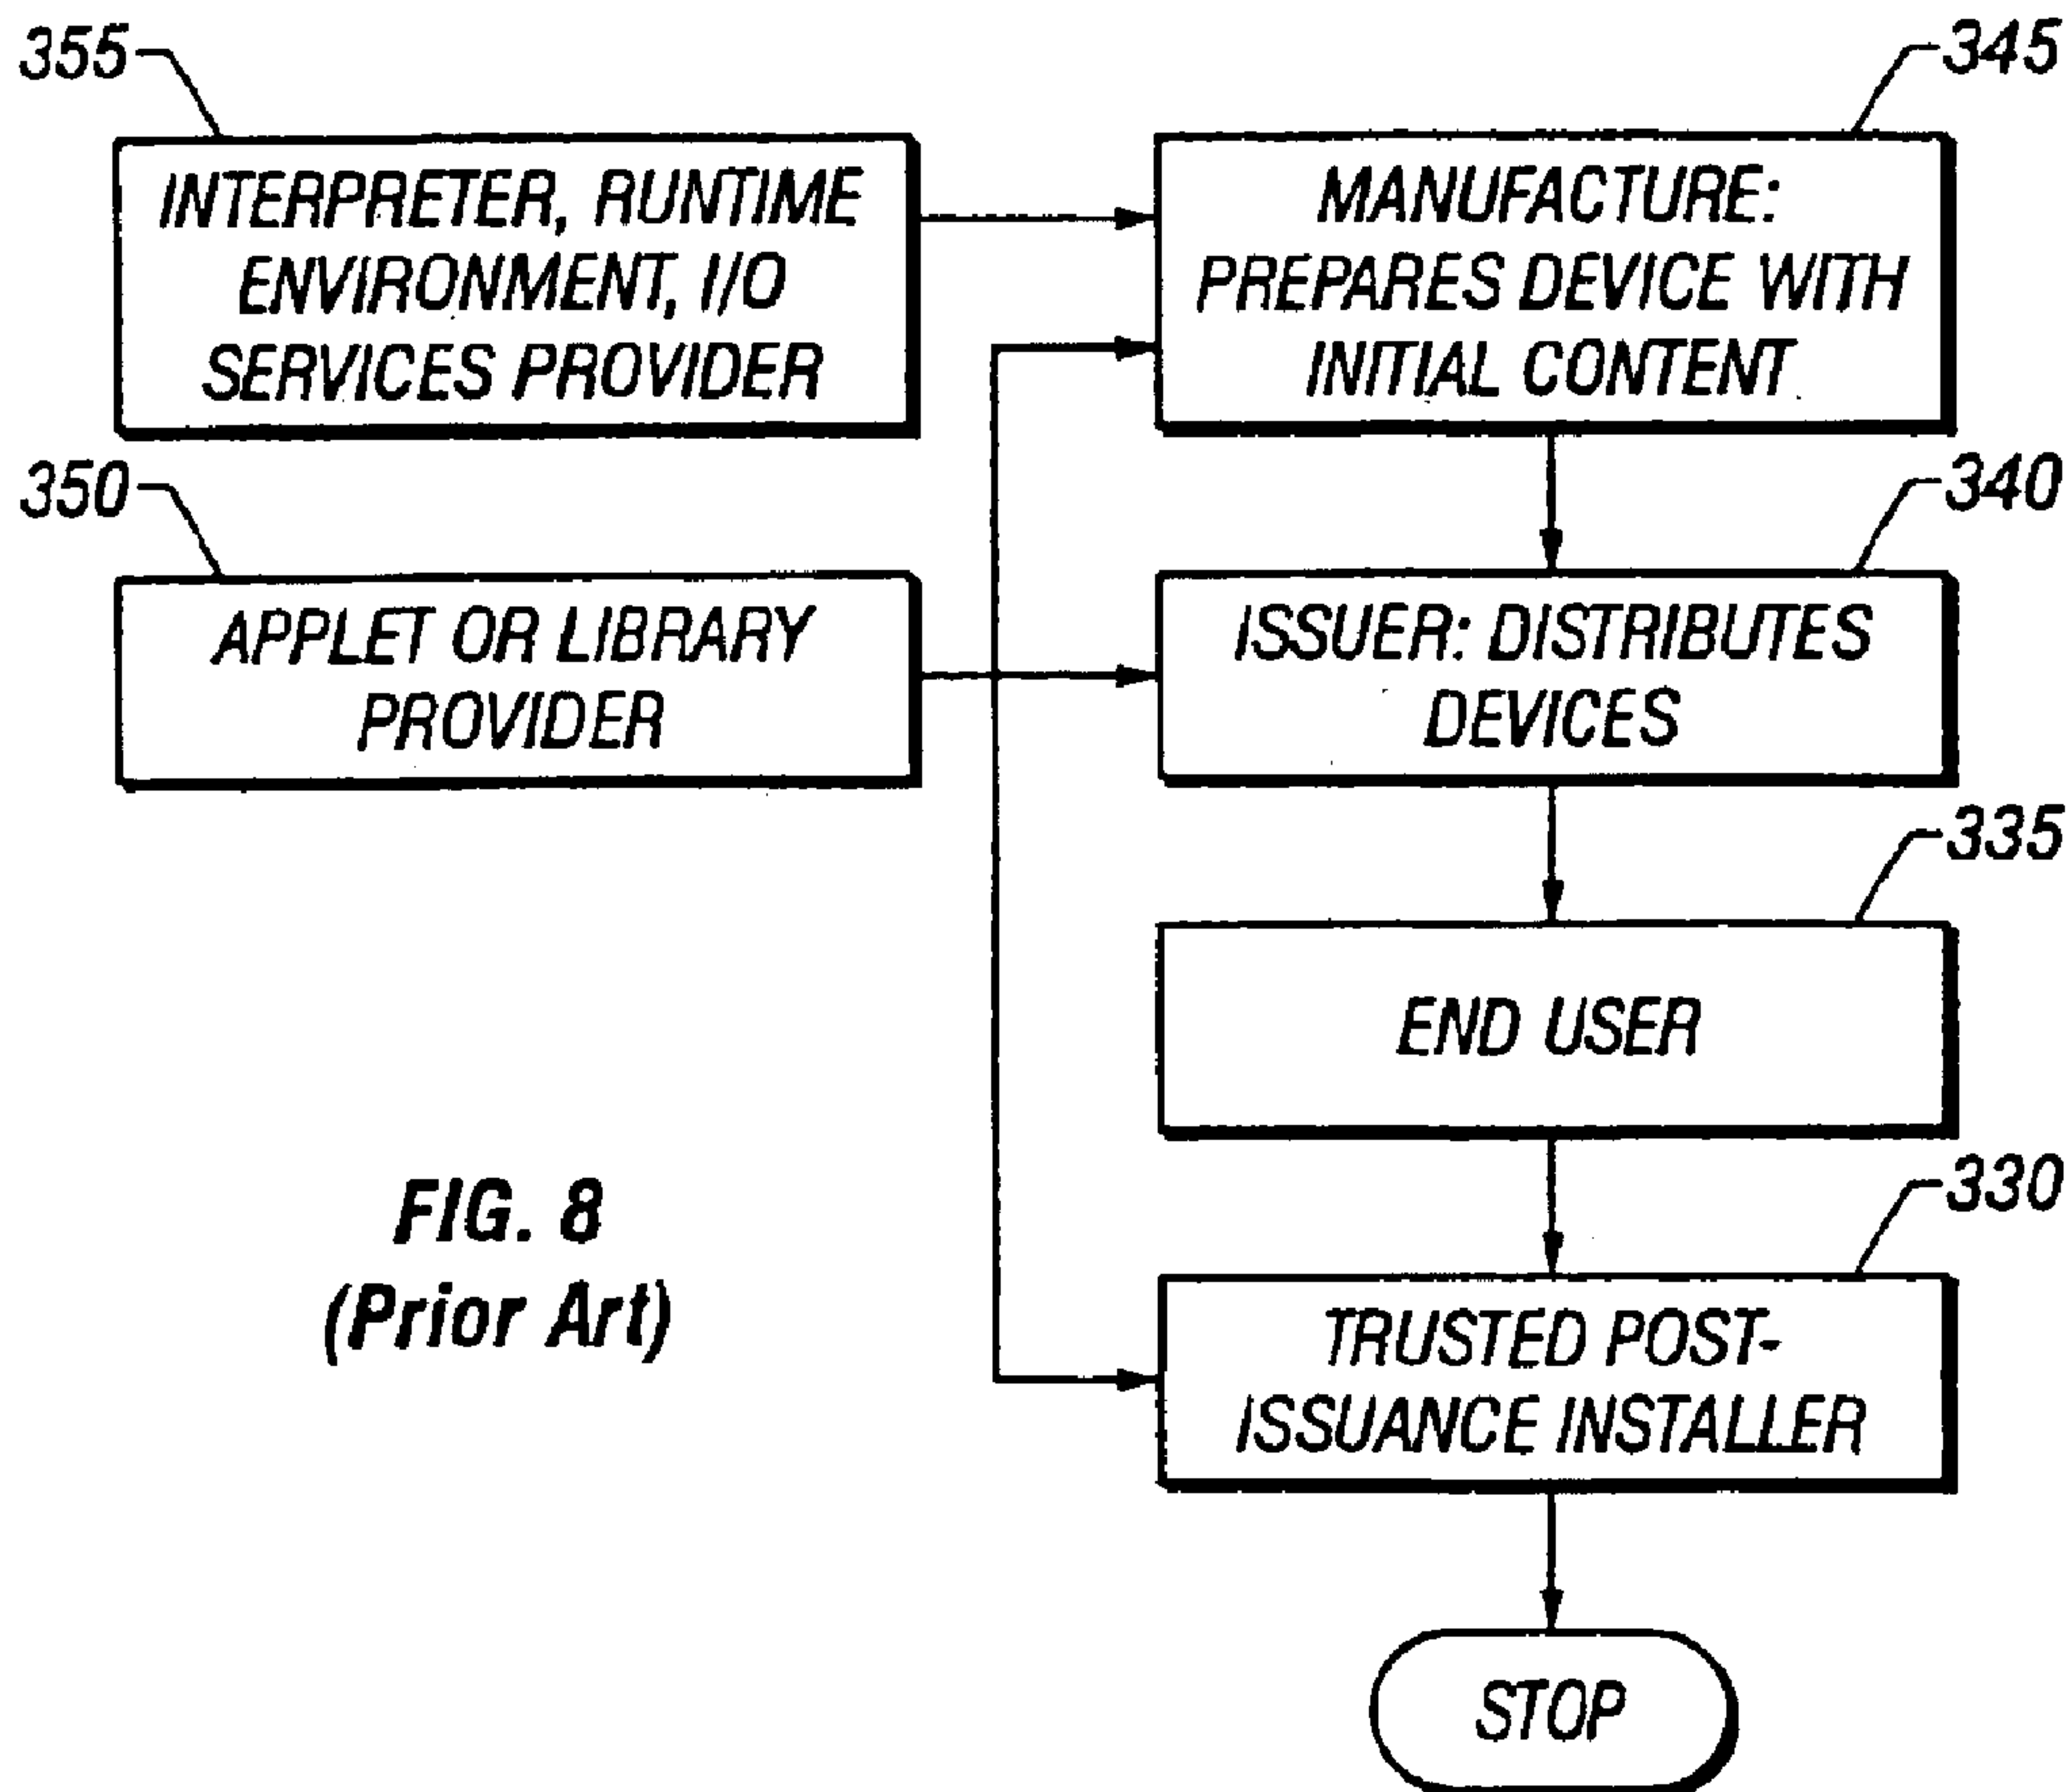 355
INTERPRETER, RUNTIME
ENVIRONMENT, I/O
SERVICES PROVIDER
345
MANUFACTURE:
PREPARES DEVICE WITH
INITIAL CONTENT
350
APPLET OR LIBRARY
PROVIDER
340
ISSUER: DISTRIBUTES
DEVICES
335
END USER
330
TRUSTED POST-
ISSUANCE INSTALLER
STOP
FIG. 8
(Prior Art)